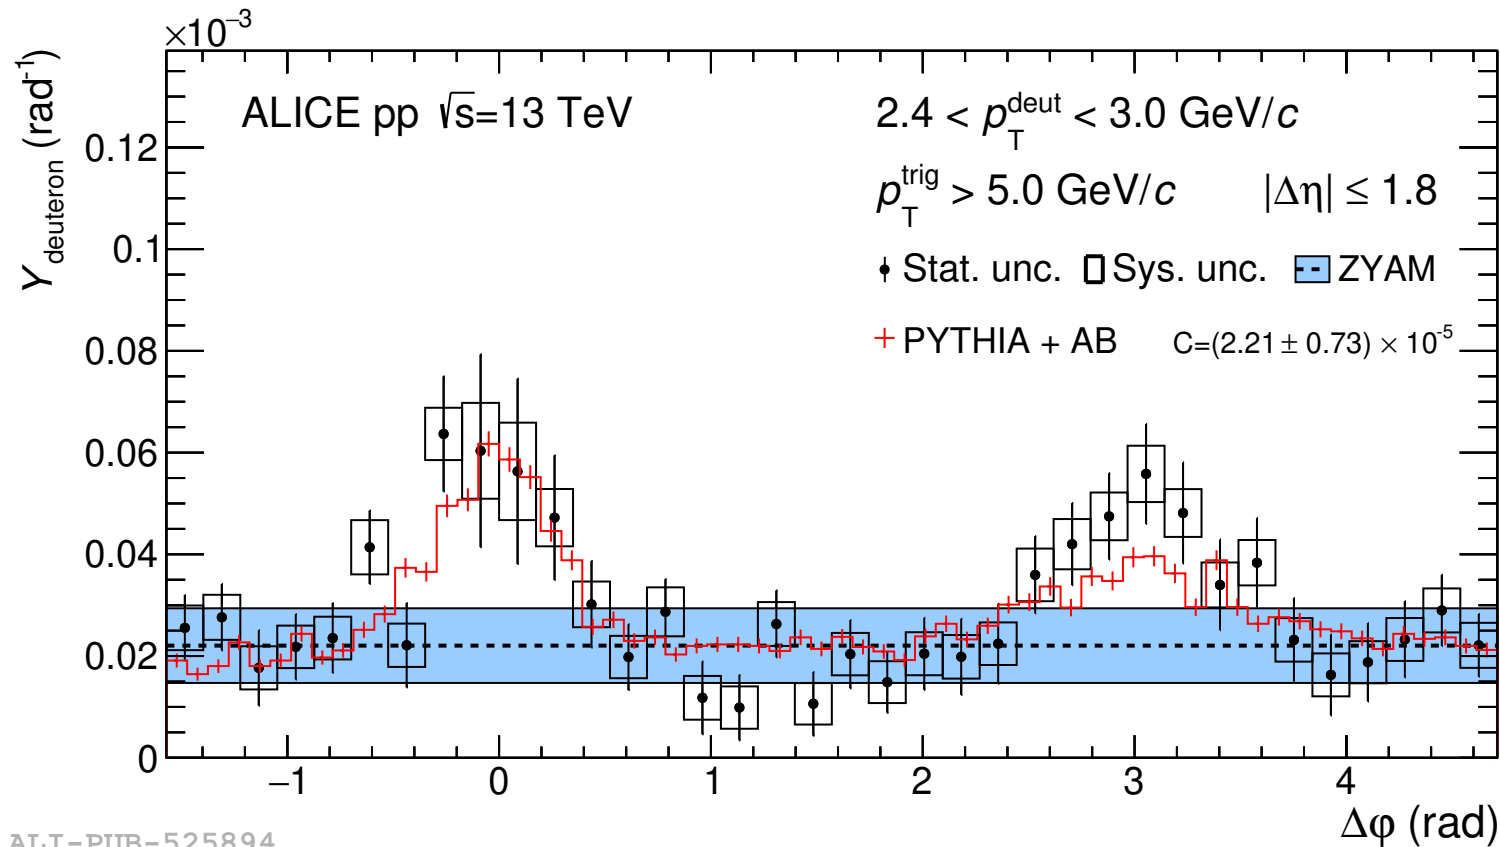 ×10⁻³
Y_deuteron (rad⁻¹)
ALICE pp √s=13 TeV
2.4 < p_T^deut < 3.0 GeV/c
p_T^trig > 5.0 GeV/c |Δη| ≤ 1.8
Stat. unc. Sys. unc. ZYAM
PYTHIA + AB C=(2.21 ± 0.73) × 10⁻⁵
0.12
0.1
0.08
0.06
0.04
0.02
0
−1 0 1 2 3 4
Δφ (rad)
ALI-PUB-525894